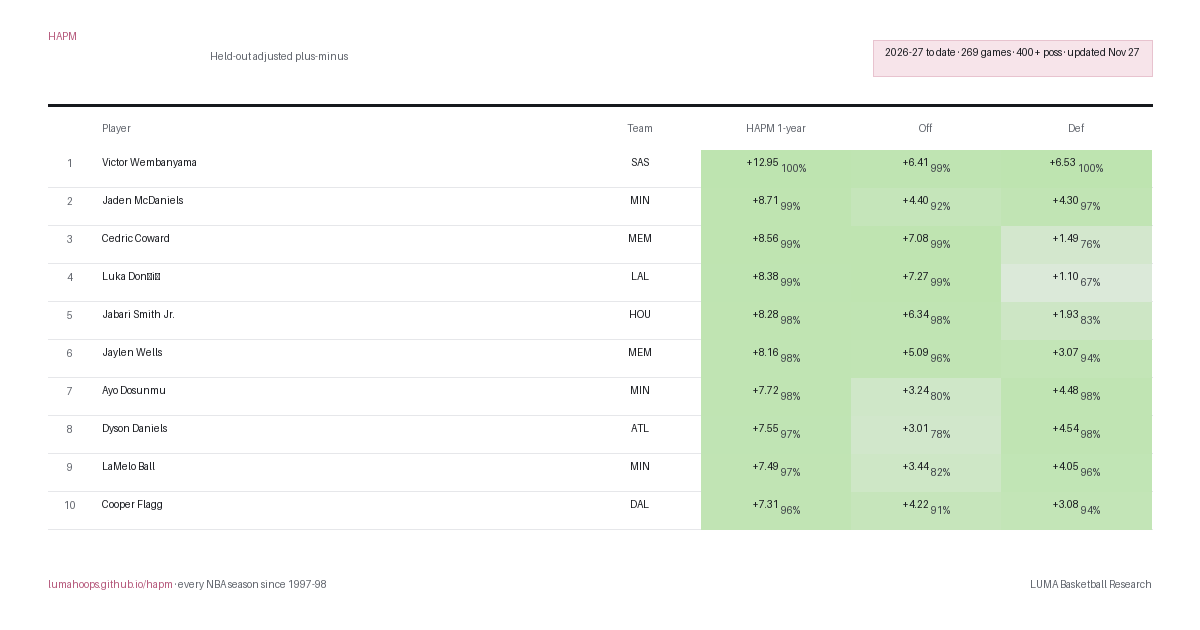 HAPM
Held-out adjusted plus-minus
2026-27 to date · 269 games · 400+ poss · updated Nov 27
Player Team HAPM 1-year Off Def
1 Victor Wembanyama SAS +12.95 100% +6.41 99% +6.53 100%
2 Jaden McDaniels MIN +8.71 99% +4.40 92% +4.30 97%
3 Cedric Coward MEM +8.56 99% +7.08 99% +1.49 76%
4 Luka Don□i□ LAL +8.38 99% +7.27 99% +1.10 67%
5 Jabari Smith Jr. HOU +8.28 98% +6.34 98% +1.93 83%
6 Jaylen Wells MEM +8.16 98% +5.09 96% +3.07 94%
7 Ayo Dosunmu MIN +7.72 98% +3.24 80% +4.48 98%
8 Dyson Daniels ATL +7.55 97% +3.01 78% +4.54 98%
9 LaMelo Ball MIN +7.49 97% +3.44 82% +4.05 96%
10 Cooper Flagg DAL +7.31 96% +4.22 91% +3.08 94%
lumahoops.github.io/hapm · every NBA season since 1997-98
LUMA Basketball Research